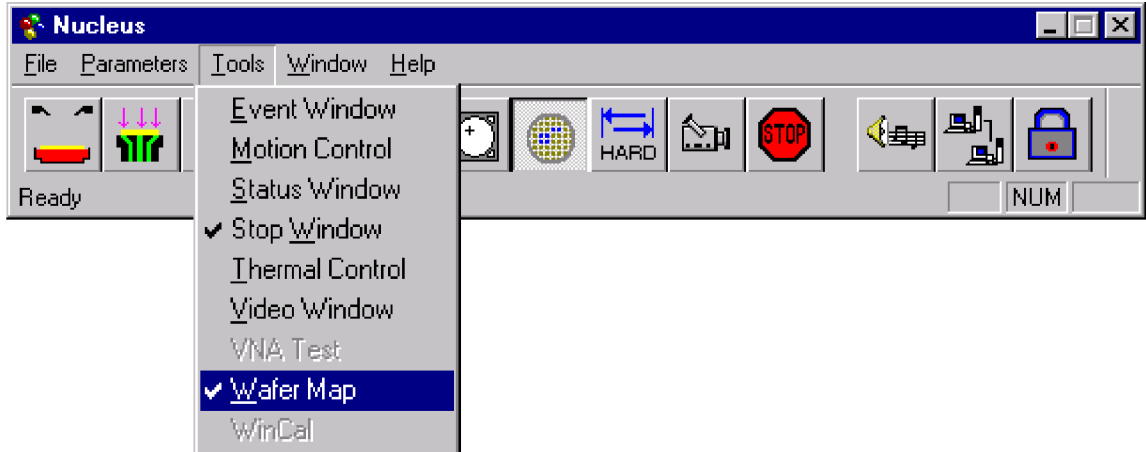 Nucleus
File Parameters Tools Window Help
HARD STOP
Event Window
Motion Control
Status Window
Stop Window
Thermal Control
Video Window
VNA Test
Wafer Map
WinCal
Ready NUM